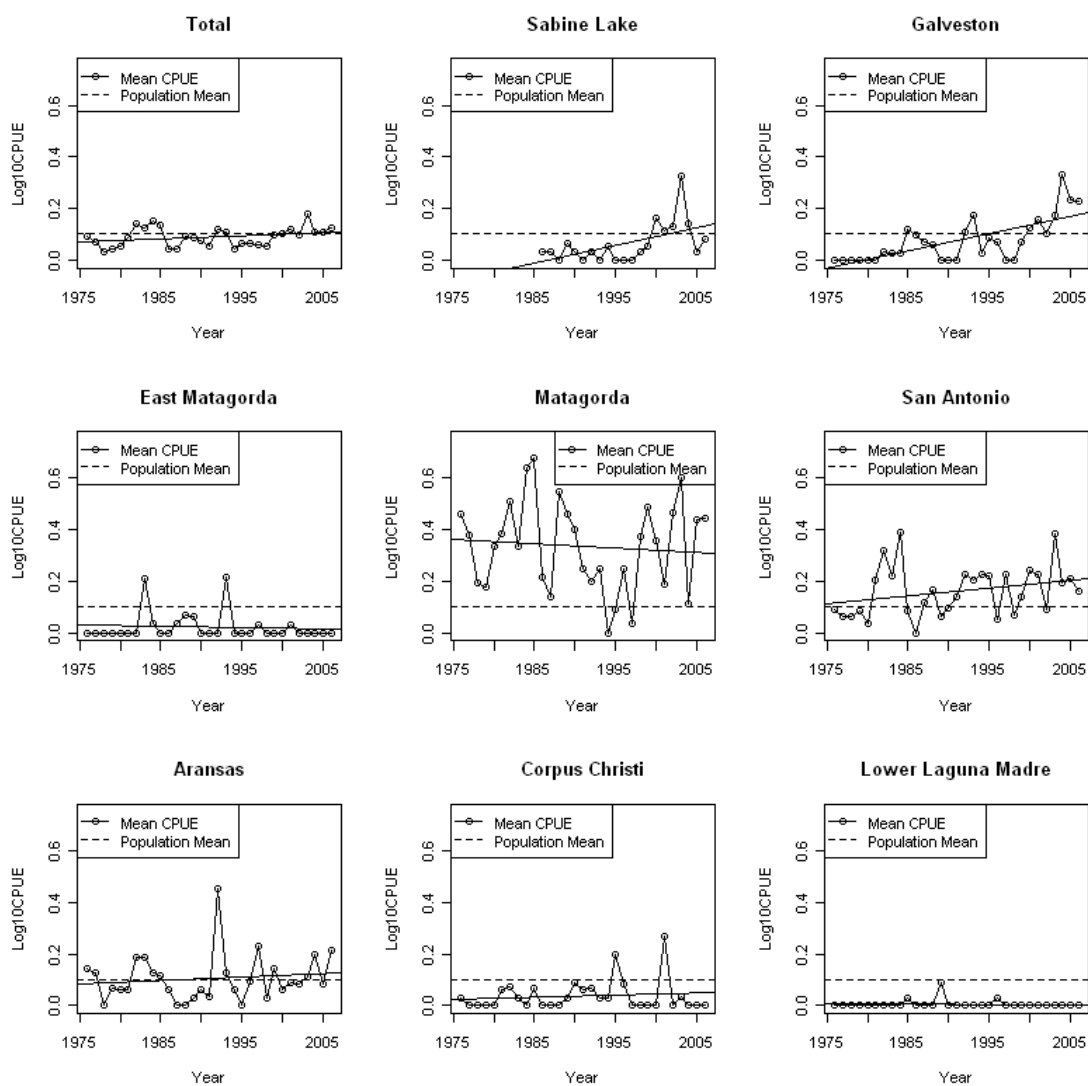 Total
Mean CPUE
Population Mean
Log10CPUE
0.0 0.2 0.4 0.6
1975 1985 1995 2005
Year
Sabine Lake
Mean CPUE
Population Mean
Log10CPUE
0.0 0.2 0.4 0.6
1975 1985 1995 2005
Year
Galveston
Mean CPUE
Population Mean
Log10CPUE
0.0 0.2 0.4 0.6
1975 1985 1995 2005
Year
East Matagorda
Mean CPUE
Population Mean
Log10CPUE
0.0 0.2 0.4 0.6
1975 1985 1995 2005
Year
Matagorda
Mean CPUE
Population Mean
Log10CPUE
0.0 0.2 0.4 0.6
1975 1985 1995 2005
Year
San Antonio
Mean CPUE
Population Mean
Log10CPUE
0.0 0.2 0.4 0.6
1975 1985 1995 2005
Year
Aransas
Mean CPUE
Population Mean
Log10CPUE
0.0 0.2 0.4 0.6
1975 1985 1995 2005
Year
Corpus Christi
Mean CPUE
Population Mean
Log10CPUE
0.0 0.2 0.4 0.6
1975 1985 1995 2005
Year
Lower Laguna Madre
Mean CPUE
Population Mean
Log10CPUE
0.0 0.2 0.4 0.6
1975 1985 1995 2005
Year